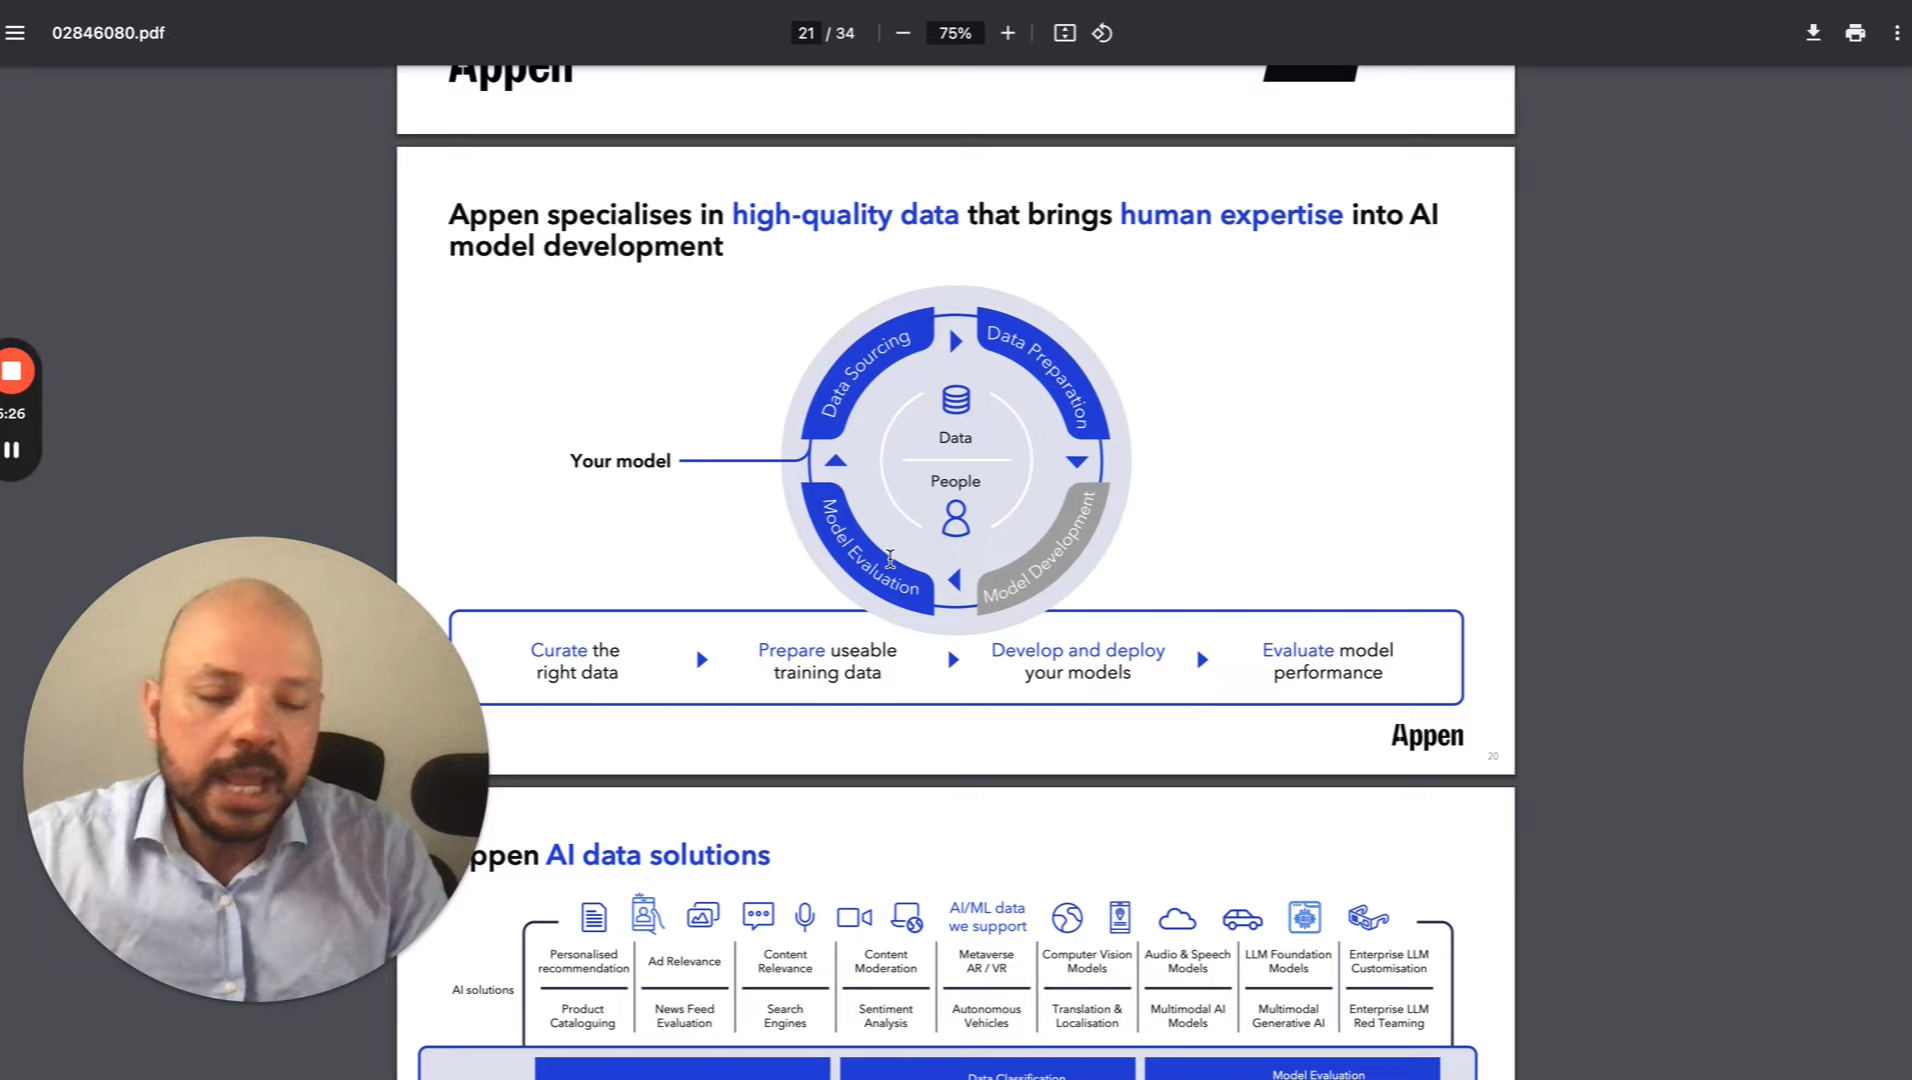 02846080.pdf
21 / 34
75%
Appen
Appen specialises in high-quality data that brings human expertise into AI
model development
Data Sourcing
Data Preparation
Data
Your model
People
Model Evaluation
Model Development
5:26
Curate the
right data
Prepare useable
training data
Develop and deploy
your models
Evaluate model
performance
Appen
20
ppen AI data solutions
AI/ML data
we support
AI solutions
Personalised
recommendation
Ad Relevance
Content
Relevance
Content
Moderation
Metaverse
AR / VR
Computer Vision
Models
Audio & Speech
Models
LLM Foundation
Models
Enterprise LLM
Customisation
Product
Cataloguing
News Feed
Evaluation
Search
Engines
Sentiment
Analysis
Autonomous
Vehicles
Translation &
Localisation
Multimodal AI
Models
Multimodal
Generative AI
Enterprise LLM
Red Teaming
Data Classification
Model Evaluation